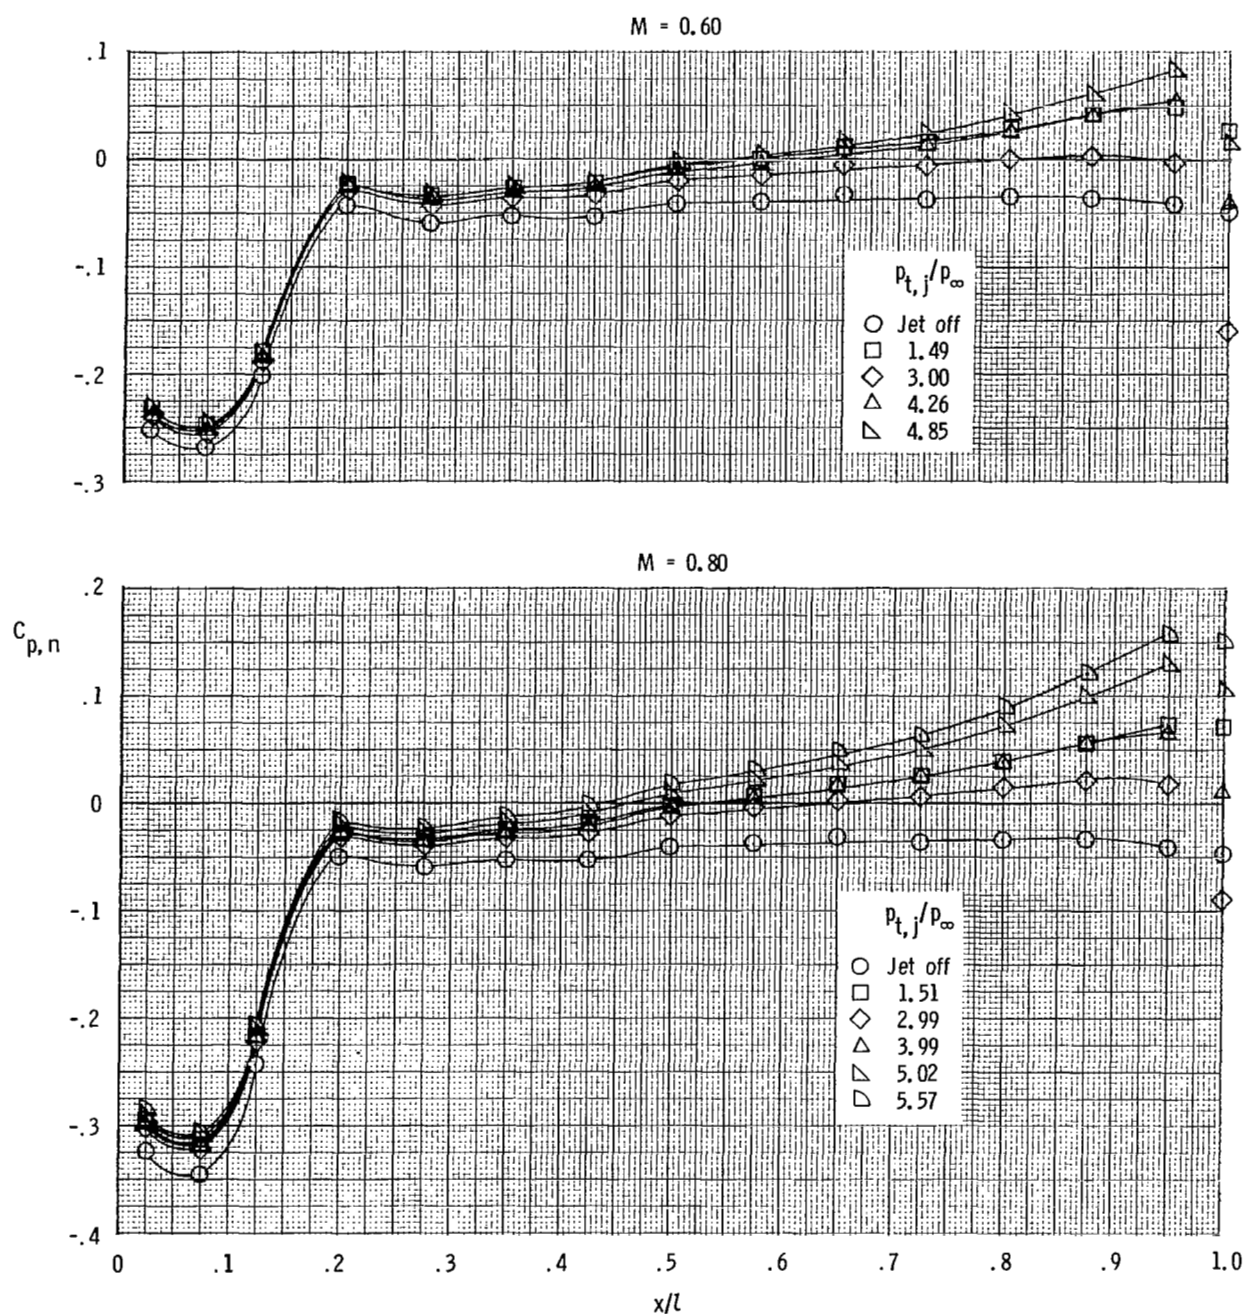 M = 0.60
.1
0
-.1
-.2
-.3
p_t, j/p_∞
Jet off
1.49
3.00
4.26
4.85
M = 0.80
C_p, n
.2
.1
0
-.1
-.2
-.3
-.4
p_t, j/p_∞
Jet off
1.51
2.99
3.99
5.02
5.57
0 .1 .2 .3 .4 .5 .6 .7 .8 .9 1.0
x/l